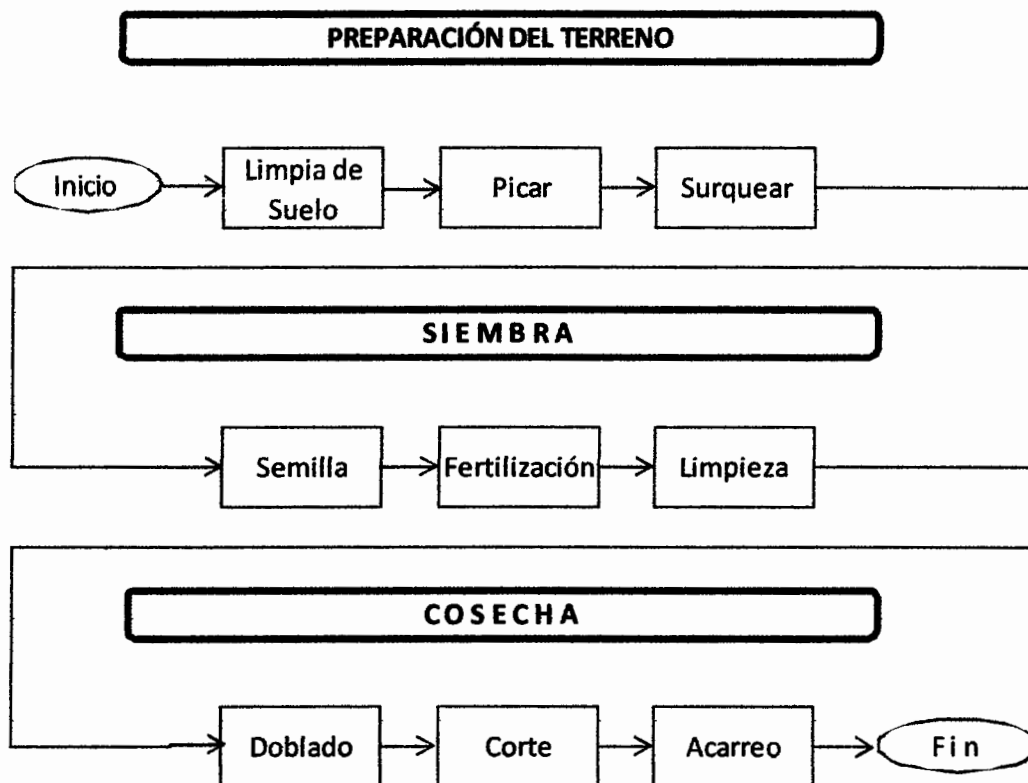 PREPARACIÓN DEL TERRENO
Inicio
Limpia de
Suelo
Picar
Surquear
SIEMBRA
Semilla
Fertilización
Limpieza
COSECHA
Doblado
Corte
Acarreo
Fin